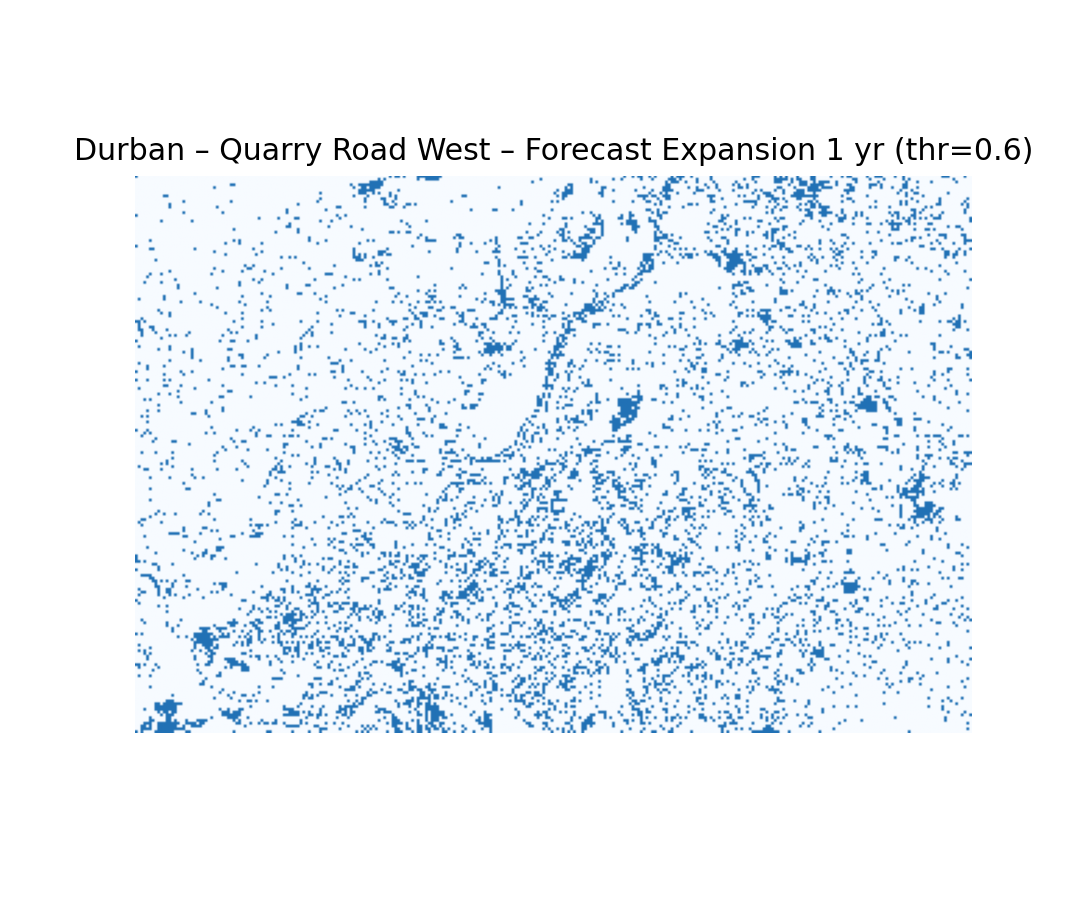 Durban – Quarry Road West – Forecast Expansion 1 yr (thr=0.6)